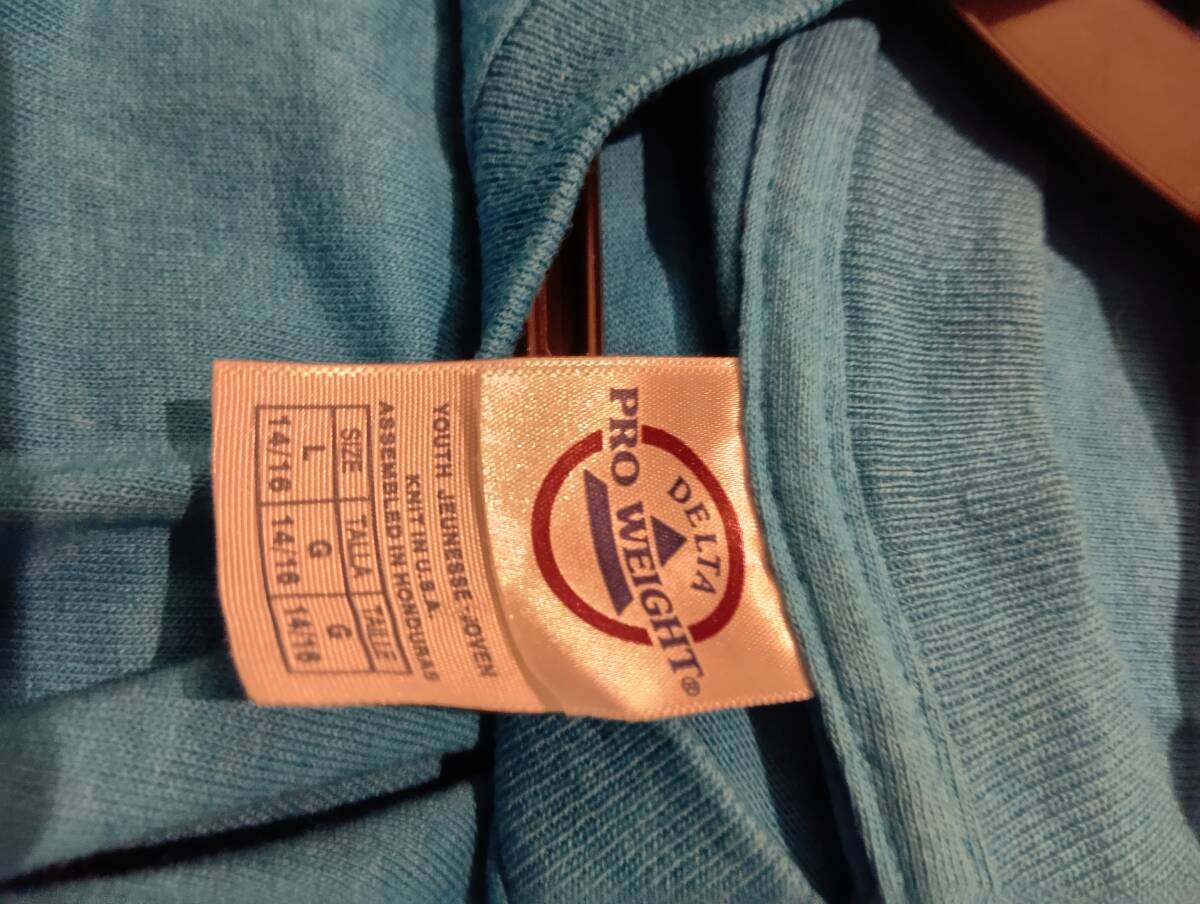 DELTA
PRO WEIGHT®
YOUTH JEUNESSE-JOVEN
KNIT IN U.S.A.
ASSEMBLED IN HONDURAS
SIZE TALLA TAILLE
L G G
14/16 14/16 14/16